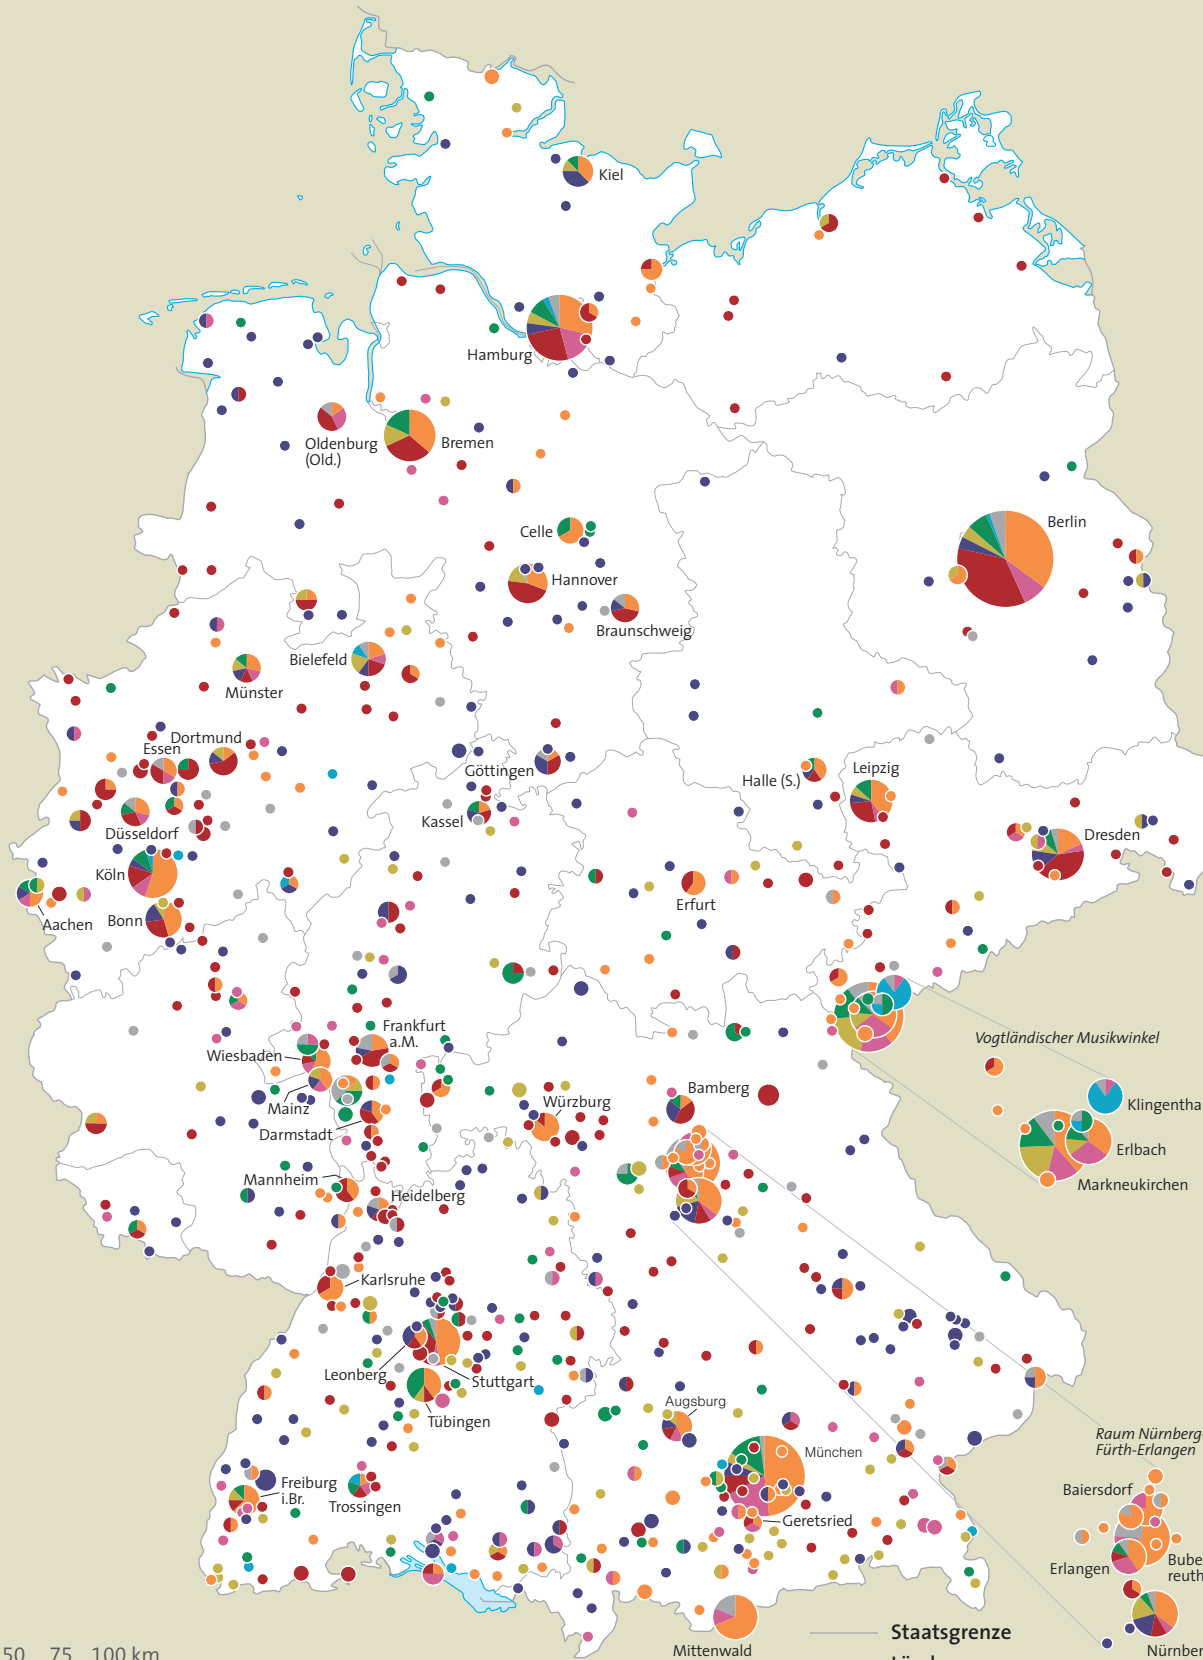 Kiel
Hamburg
Oldenburg
(Old.)
Bremen
Celle
Hannover
Braunschweig
Berlin
Bielefeld
Münster
Dortmund
Essen
Göttingen
Halle (S.)
Leipzig
Kassel
Düsseldorf
Dresden
Köln
Erfurt
Aachen
Bonn
Frankfurt
a.M.
Wiesbaden
Vogtländischer Musikwinkel
Mainz
Bamberg
Klingentha
Würzburg
Darmstadt
Erlbach
Mannheim
Markneukirchen
Heidelberg
Karlsruhe
Leonberg
Stuttgart
Tübingen
Augsburg
München
Raum Nürnberg-
Fürth-Erlangen
Freiburg
i.Br.
Trossingen
Baiersdorf
Geretsried
Bube
reuth
Erlangen
Staatsgrenze
Mittenwald
Nürnber
50 75 100 km